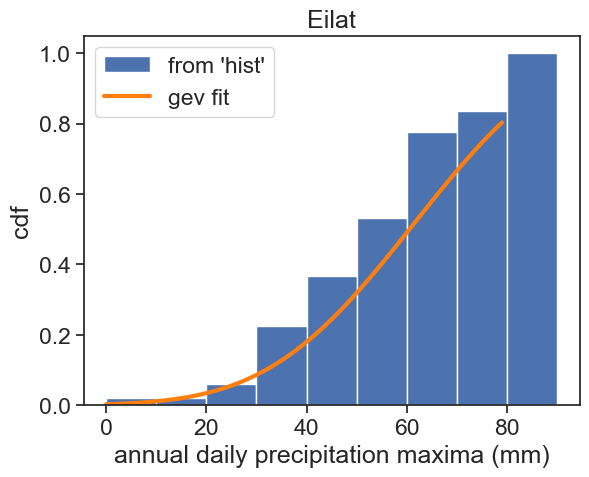 Eilat
from 'hist'
gev fit
1.0
0.8
0.6
0.4
0.2
0.0
cdf
0 20 40 60 80
annual daily precipitation maxima (mm)